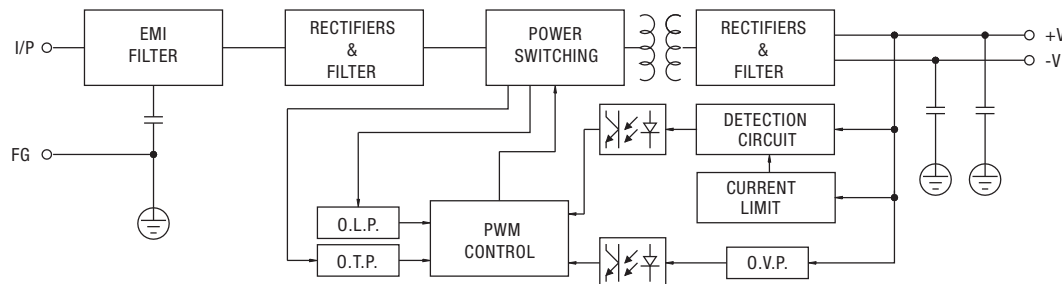 I/P
EMI
FILTER
RECTIFIERS
&
FILTER
POWER
SWITCHING
RECTIFIERS
&
FILTER
+V
-V
FG
DETECTION
CIRCUIT
CURRENT
LIMIT
O.L.P.
O.T.P.
PWM
CONTROL
O.V.P.